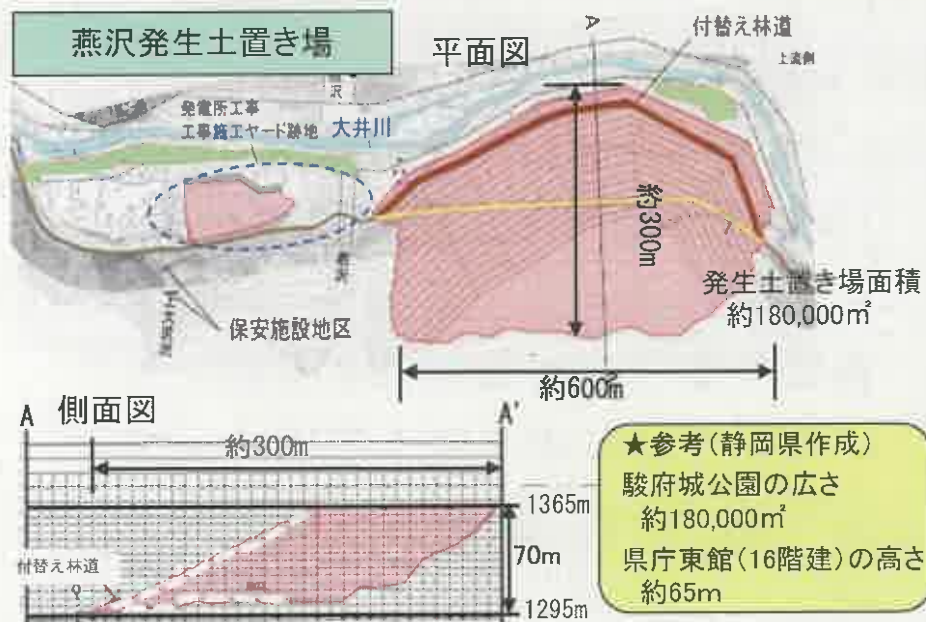 燕沢発生土置き場
平面図
付替え林道
上流側
沢
発電所工事
工事施工ヤード跡地
大井川
A
約300m
発生土置き場面積
約180,000㎡
保安施設地区
約600m
A
側面図
A'
約300m
1365m
70m
付替え林道
1295m
★参考(静岡県作成)
駿府城公園の広さ
約180,000㎡
県庁東館(16階建)の高さ
約65m